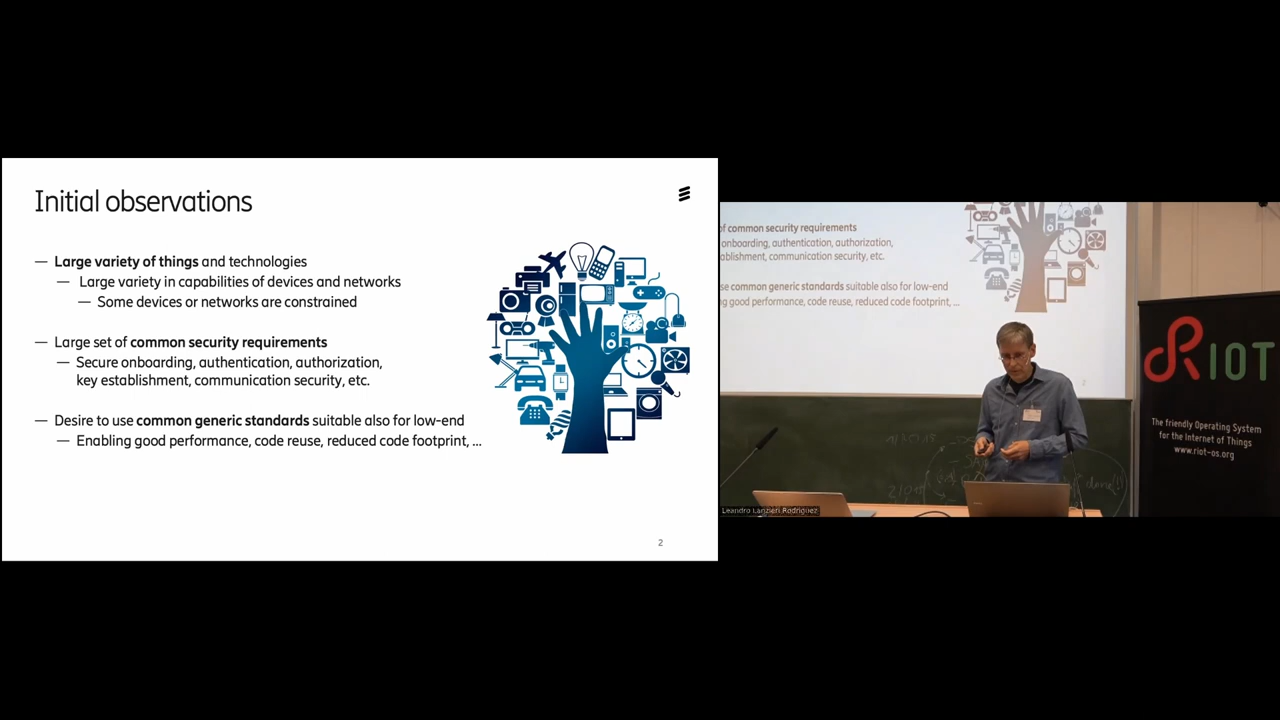 Initial observations
— Large variety of things and technologies
— Large variety in capabilities of devices and networks
— Some devices or networks are constrained
— Large set of common security requirements
— Secure onboarding, authentication, authorization,
key establishment, communication security, etc.
— Desire to use common generic standards suitable also for low-end
— Enabling good performance, code reuse, reduced code footprint, ...
2
of common security requirements
onboarding, authentication, authorization,
ablishment, communication security, etc.
se common generic standards suitable also for low-end
ng good performance, code reuse, reduced code footprint, ...
RIOT
The friendly Operating System
for the Internet of Things
www.riot-os.org
Leandro Lanzieri Rodriguez